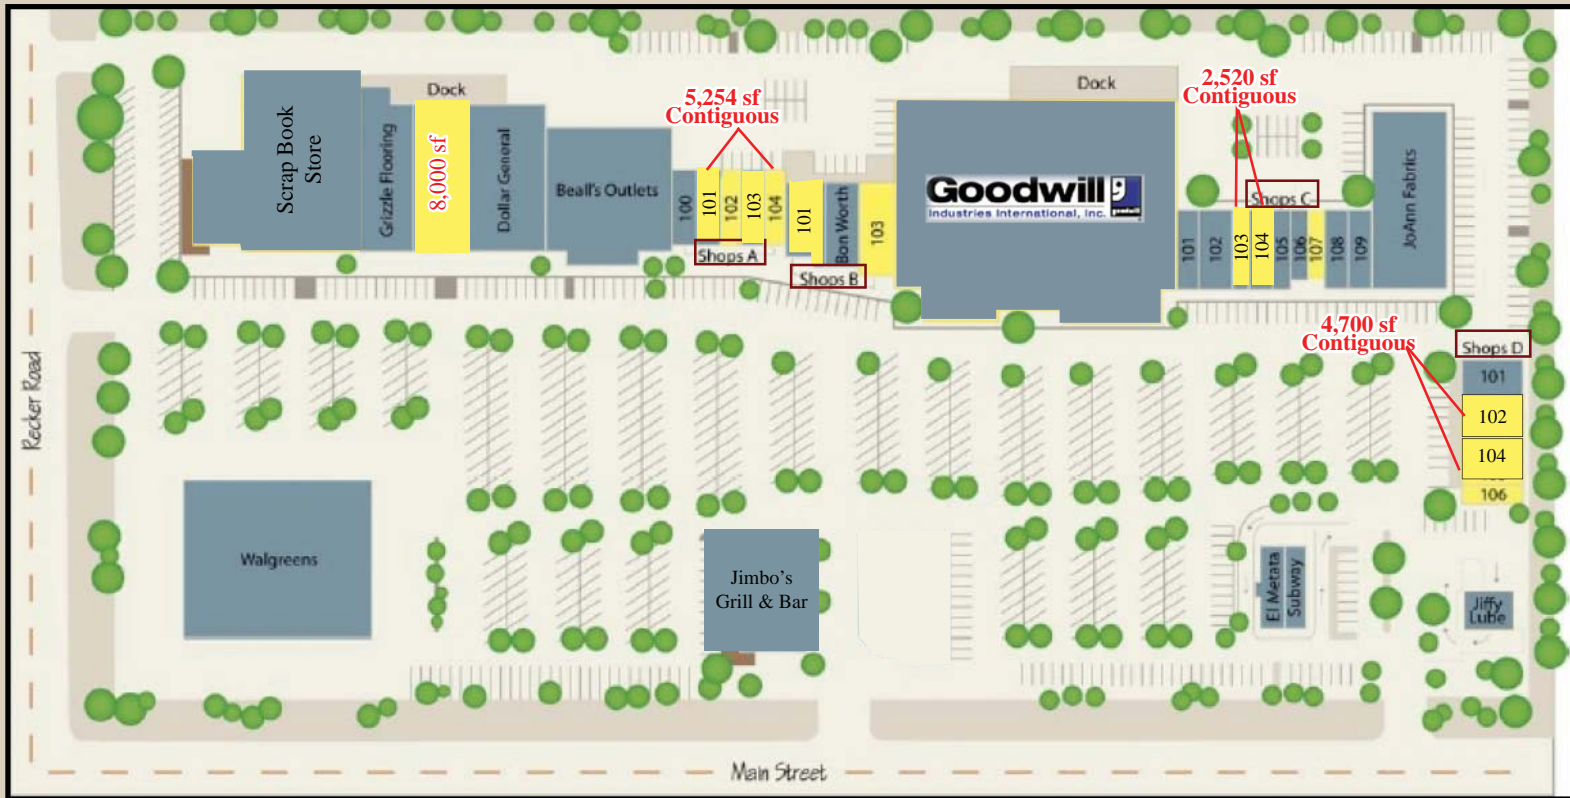 Dock
5,254 sf
Contiguous
Dock
2,520 sf
Contiguous
Scrap Book
Store
Grizzle Flooring
8,000 sf
Dollar General
Beall's Outlets
100
101
102
103
104
Shops A
101
Bon Worth
103
Shops B
Goodwill
Industries International, Inc.
goodwill
Shops C
101
102
103
104
105
106
107
108
109
JoAnn Fabrics
4,700 sf
Contiguous
Shops D
101
102
104
106
Recker Road
Walgreens
Jimbo's
Grill & Bar
El Metata
Subway
Jiffy
Lube
Main Street